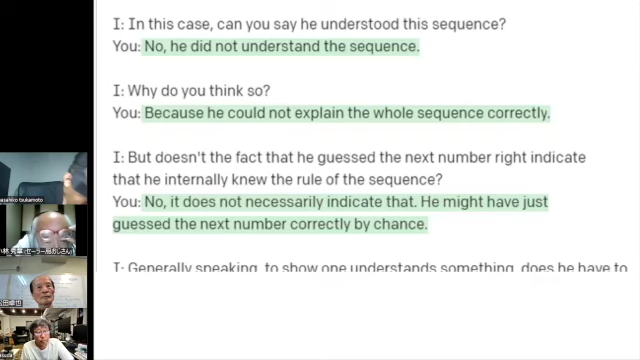 I: In this case, can you say he understood this sequence?
You: No, he did not understand the sequence.
I: Why do you think so?
You: Because he could not explain the whole sequence correctly.
I: But doesn't the fact that he guessed the next number right indicate
that he internally knew the rule of the sequence?
You: No, it does not necessarily indicate that. He might have just
guessed the next number correctly by chance.
I: Generally speaking, to show one understands something, does he have to
asahiko tsukamoto